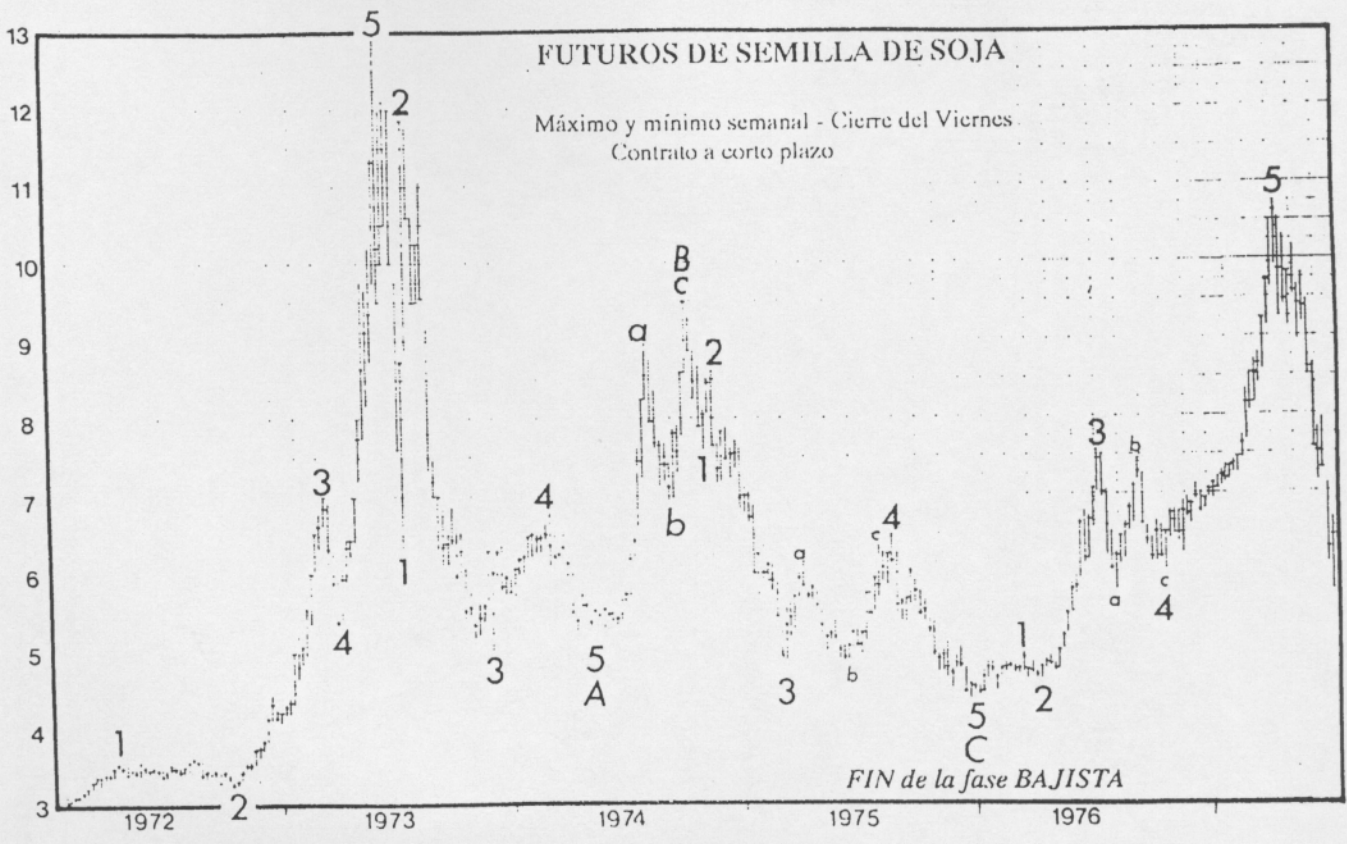 FUTUROS DE SEMILLA DE SOJA
Máximo y mínimo semanal - Cierre del Viernes
Contrato a corto plazo
13
12
11
10
9
8
7
6
5
4
3
1
2
3
4
5
1
2
3
4
5
A
a
b
B
c
1
2
3
a
b
c
4
5
C
1
2
3
a
b
c
4
5
FIN de la fase BAJISTA
1972
1973
1974
1975
1976